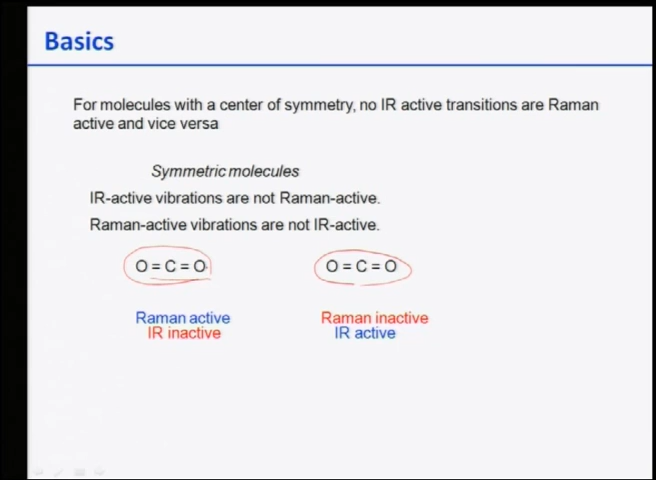 Basics
For molecules with a center of symmetry, no IR active transitions are Raman
active and vice versa
Symmetric molecules
IR-active vibrations are not Raman-active.
Raman-active vibrations are not IR-active.
O = C = O
O = C = O
Raman active
IR inactive
Raman inactive
IR active